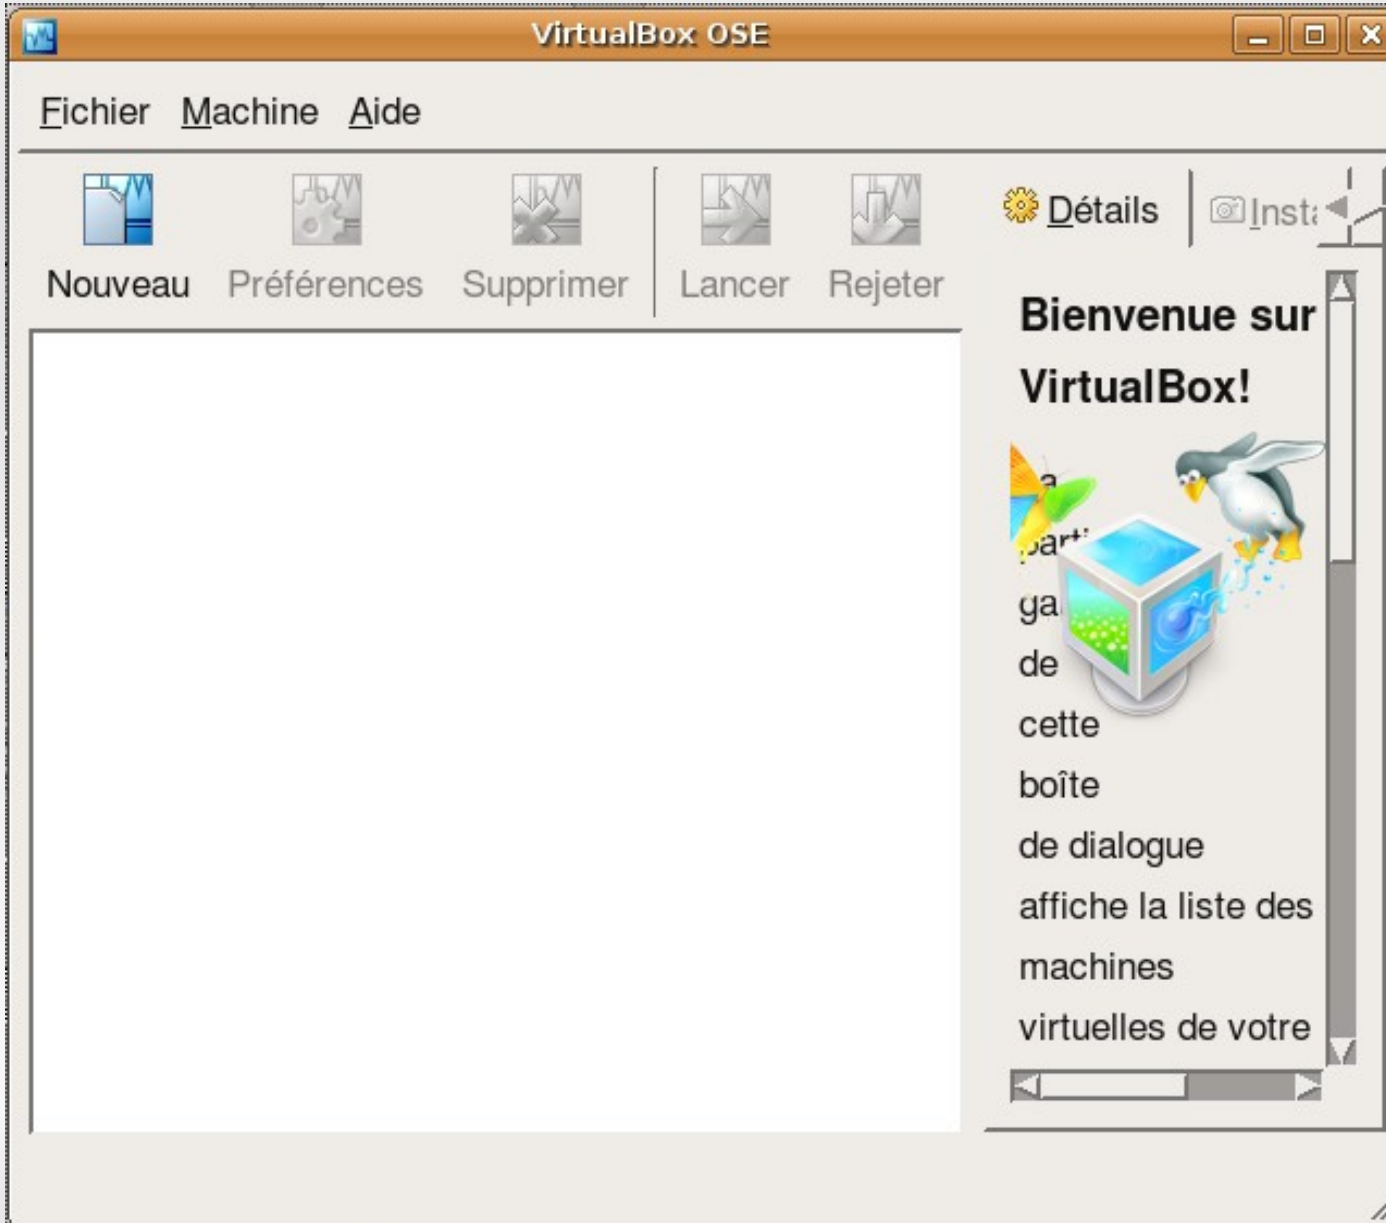 VirtualBox OSE
Fichier Machine Aide
Nouveau Préférences Supprimer Lancer Rejeter
Détails
Bienvenue sur
VirtualBox!
de
cette
boîte
de dialogue
affiche la liste des
machines
virtuelles de votre